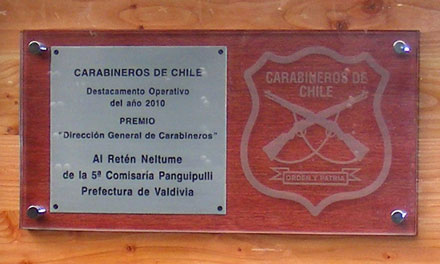 CARABINEROS DE CHILE
Destacamento Operativo
del año 2010
PREMIO
"Dirección General de Carabineros"
Al Retén Neltume
de la 5ª Comisaría Panguipulli
Prefectura de Valdivia
CARABINEROS DE
CHILE
ORDEN Y PATRIA